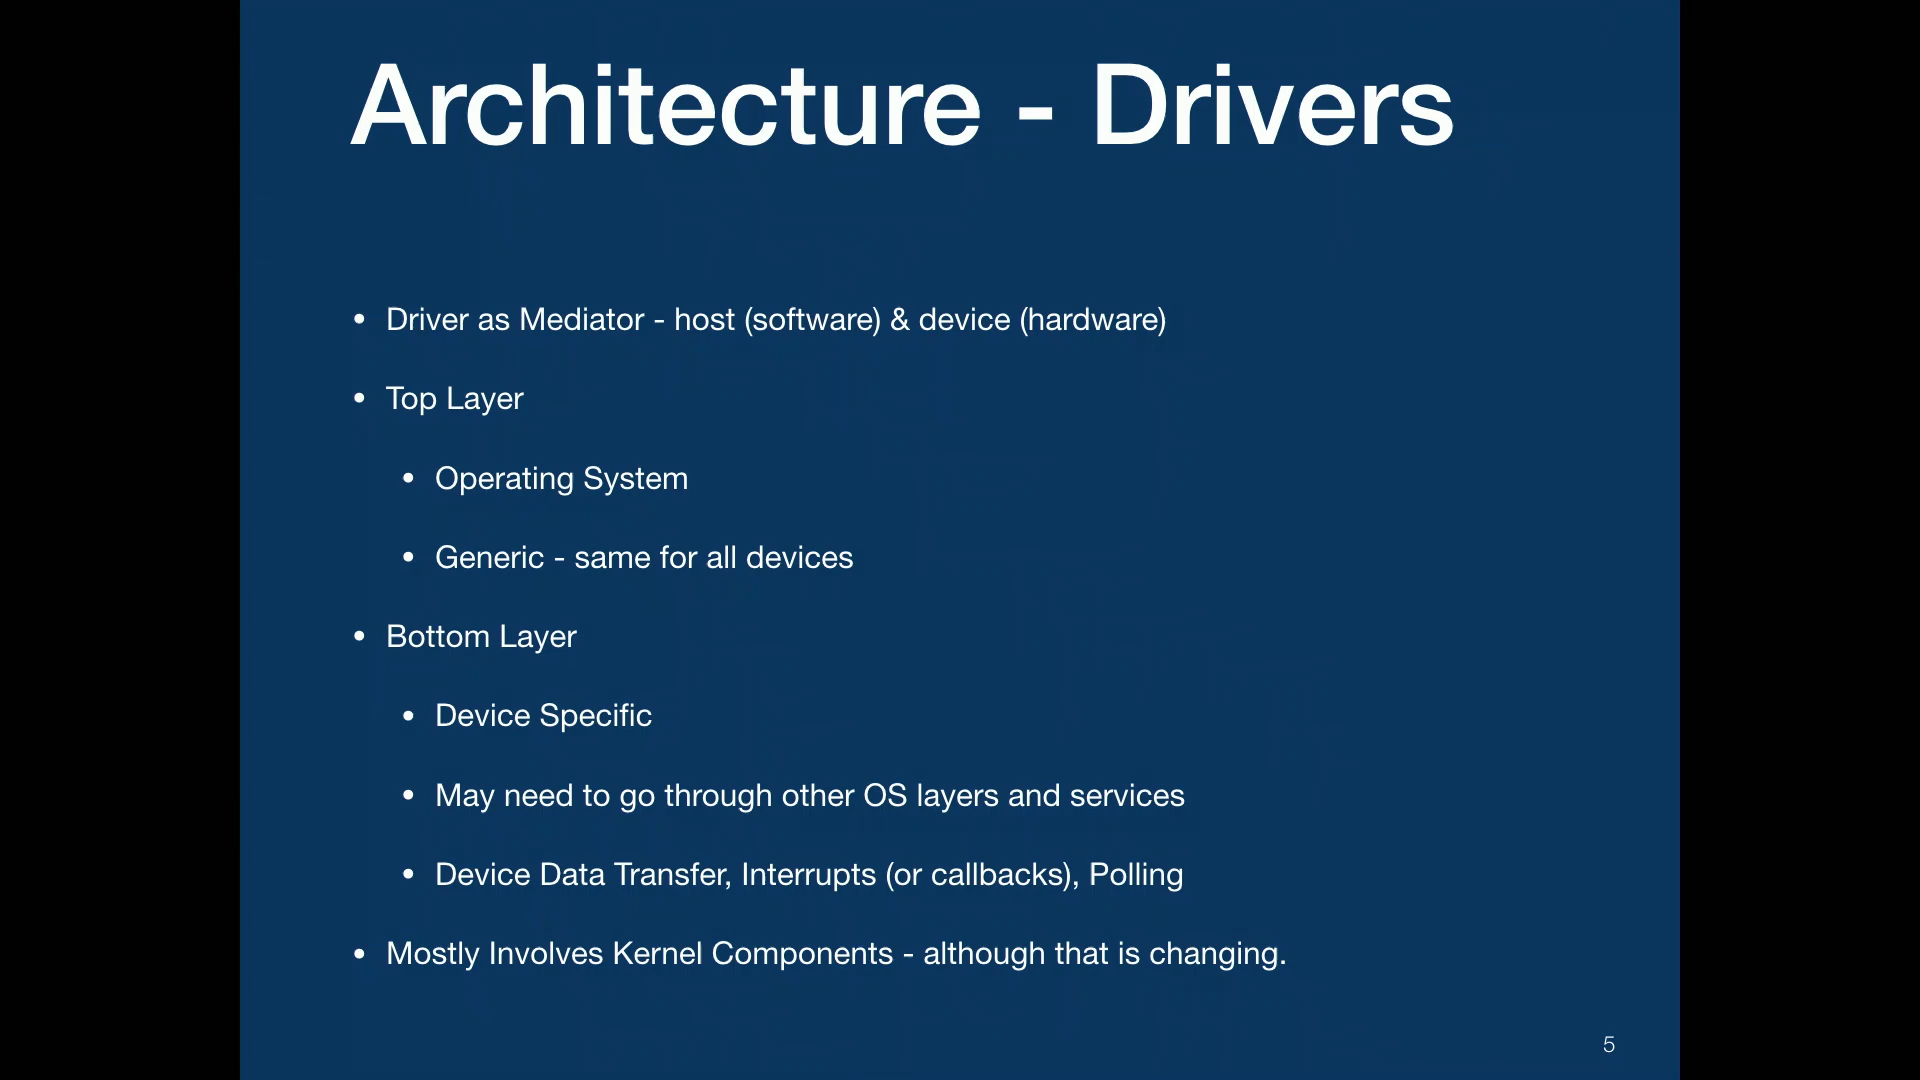 Architecture - Drivers
• Driver as Mediator - host (software) & device (hardware)
• Top Layer
• Operating System
• Generic - same for all devices
• Bottom Layer
• Device Specific
• May need to go through other OS layers and services
• Device Data Transfer, Interrupts (or callbacks), Polling
• Mostly Involves Kernel Components - although that is changing.
5